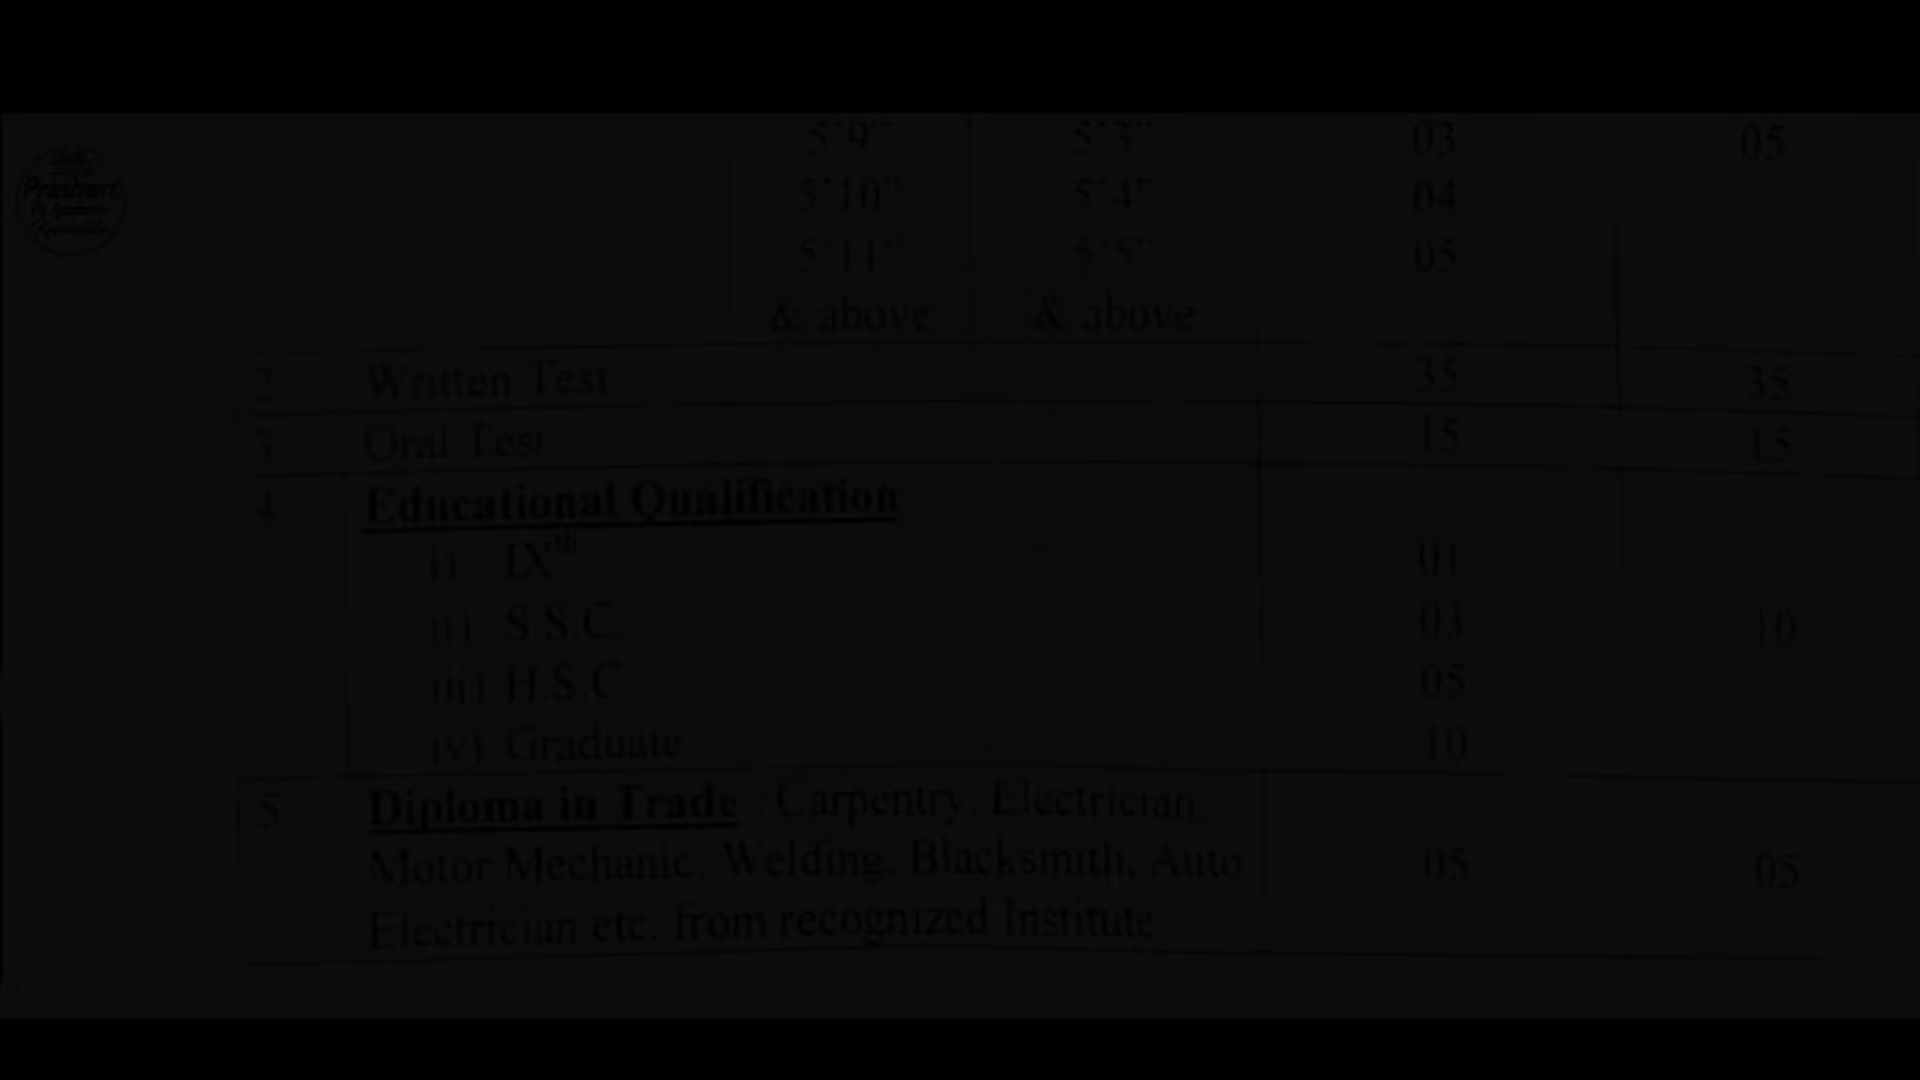 Prashant
5'9" 5'3" 03 05
5'10" 5'4" 04
5'11" 5'5" 05
& above & above
2 Written Test 35 35
3 Oral Test 15 15
4 Educational Qualification
i) IXth 01
ii) S.S.C. 03 10
iii) H.S.C. 05
iv) Graduate 10
5 Diploma in Trade : Carpentry, Electrician,
Motor Mechanic, Welding, Blacksmith, Auto 05 05
Electrician etc. from recognized Institute.